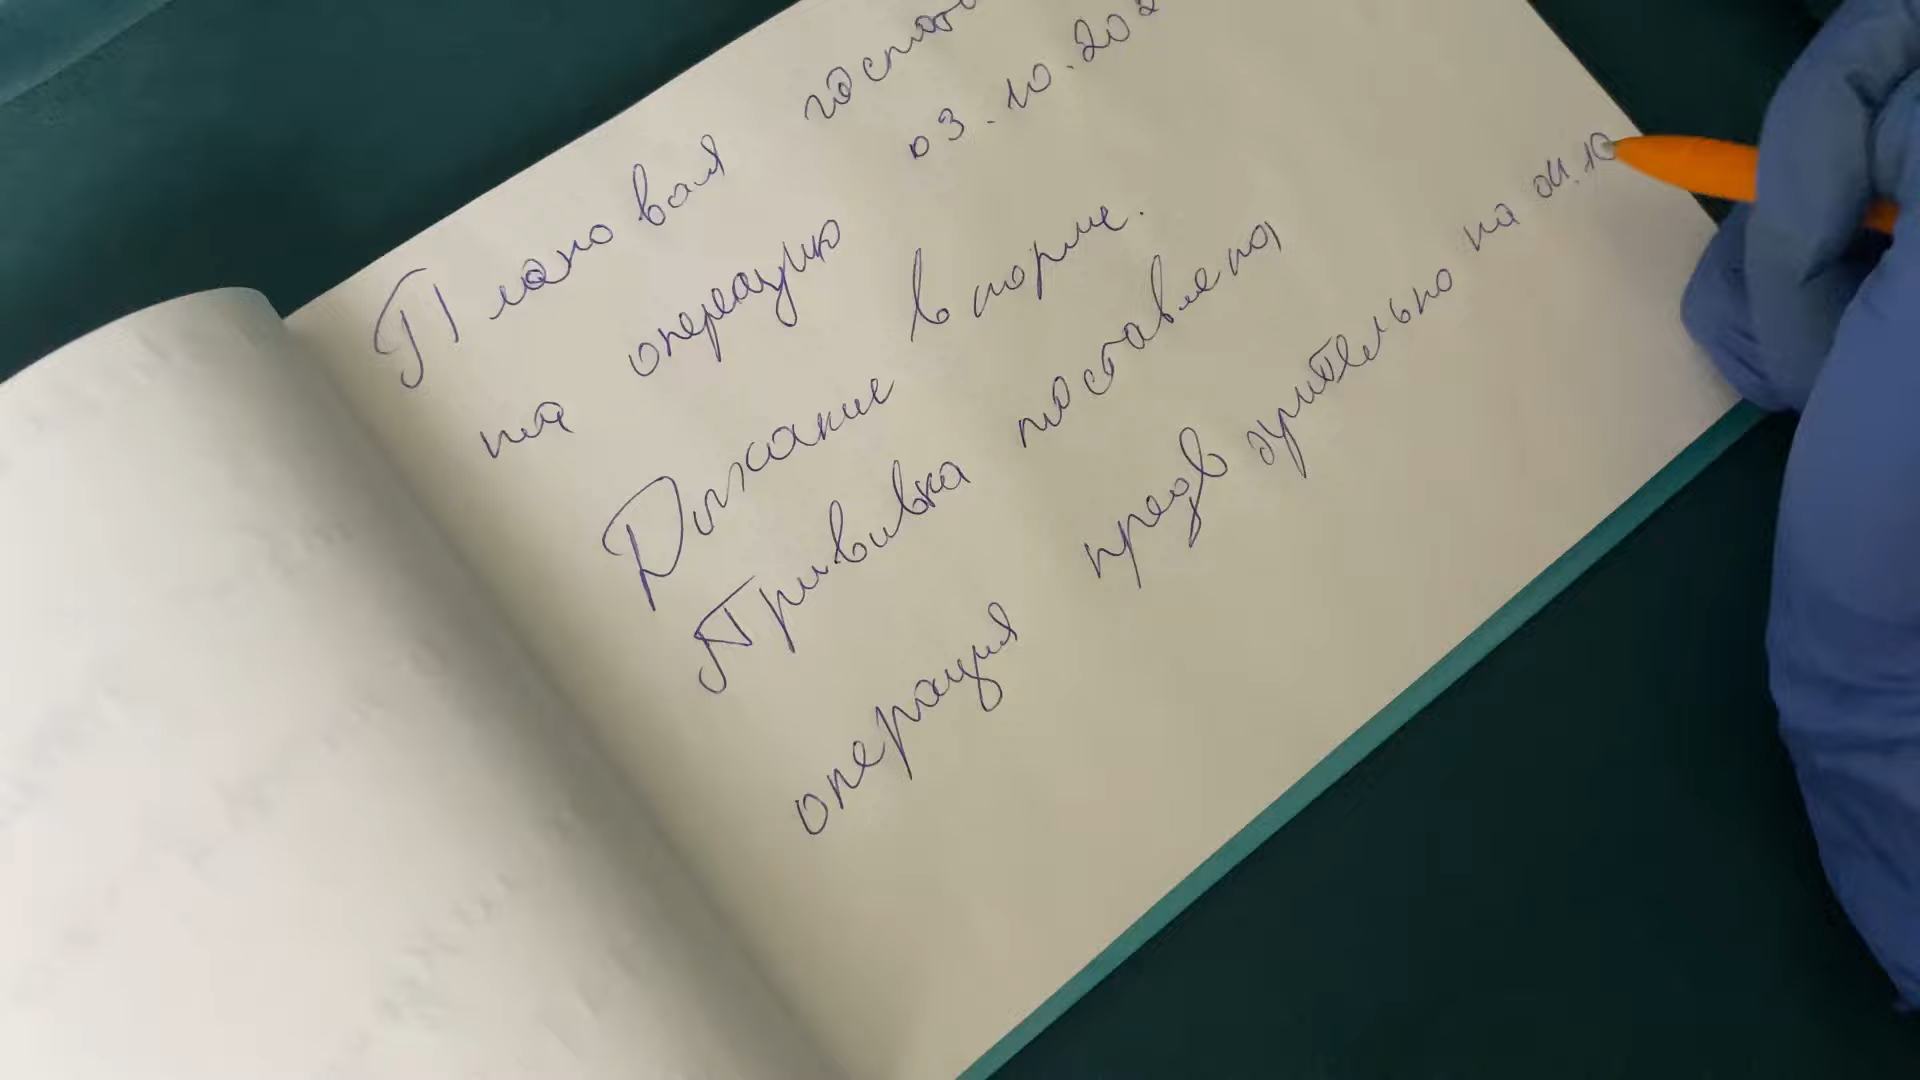 Плановая госпит
на операцию 03.10.202
Дыхание в норме.
Прививка поставлена,
операция предварительно на 04.10